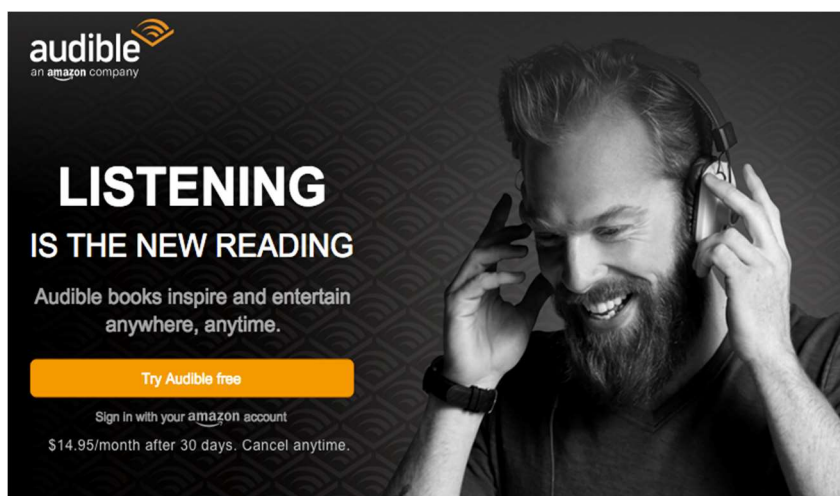 audible
an amazon company
LISTENING
IS THE NEW READING
Audible books inspire and entertain
anywhere, anytime.
Try Audible free
Sign in with your amazon account
$14.95/month after 30 days. Cancel anytime.